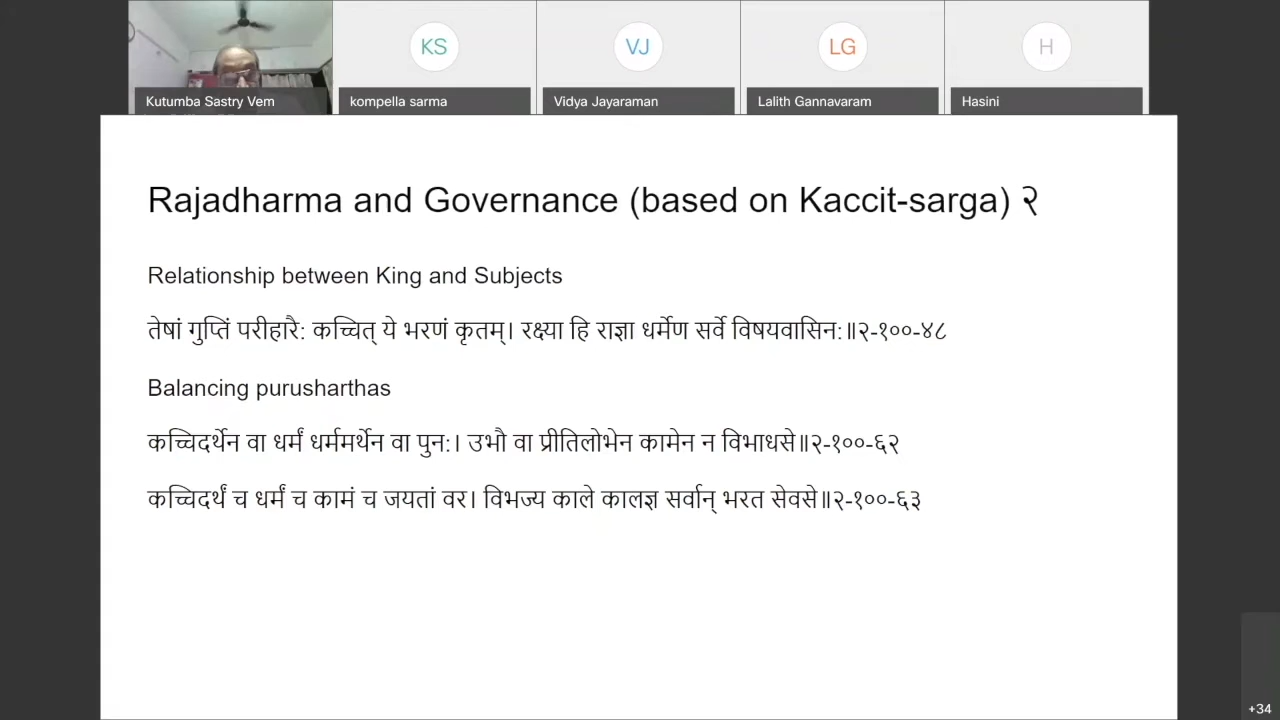 KS
VJ
LG
H
Kutumba Sastry Vem
kompella sarma
Vidya Jayaraman
Lalith Gannavaram
Hasini
Rajadharma and Governance (based on Kaccit-sarga) २
Relationship between King and Subjects
तेषां गुप्तिं परीहारै: कच्चित् ये भरणं कृतम्। रक्ष्या हि राज्ञा धर्मेण सर्वे विषयवासिन:॥२-१००-४८
Balancing purusharthas
कच्चिदर्थेन वा धर्मं धर्ममर्थेन वा पुन:। उभौ वा प्रीतिलोभेन कामेन न विभाधसे॥२-१००-६२
कच्चिदर्थं च धर्मं च कामं च जयतां वर। विभज्य काले कालज्ञ सर्वान् भरत सेवसे॥२-१००-६३
+34